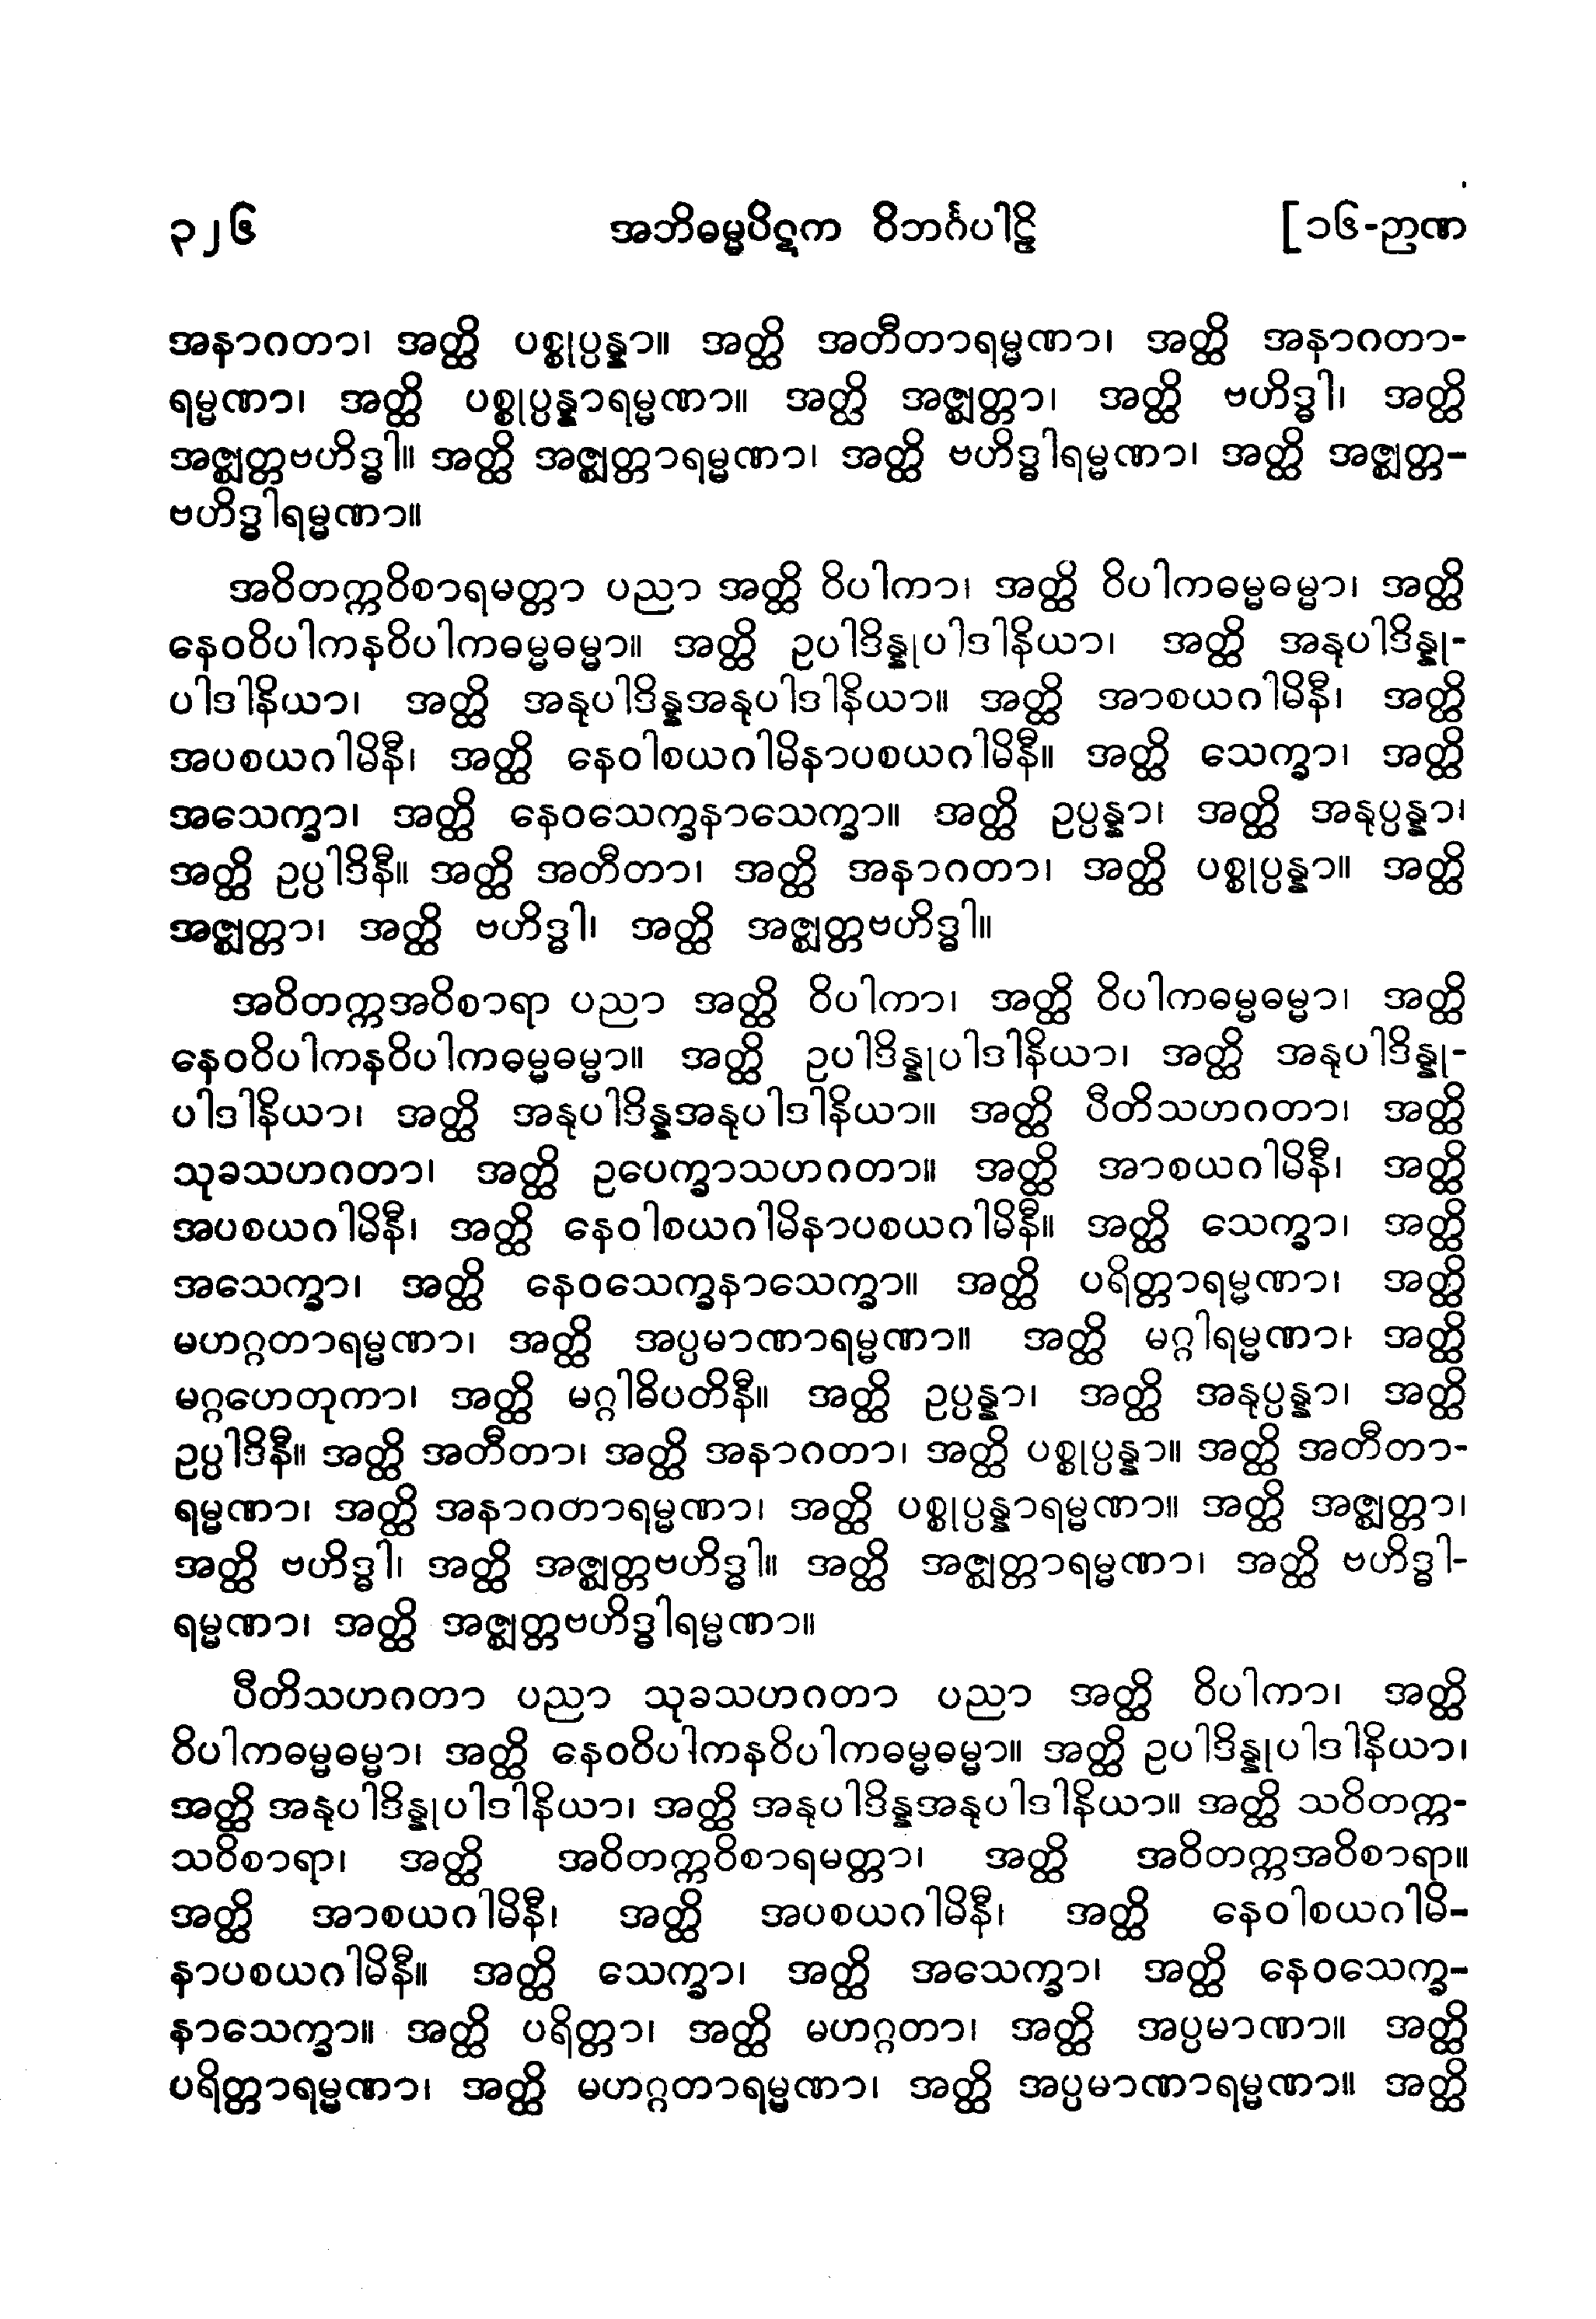 ၃၂၆ အဘိဓမ္မပိဋက ဝိဘင်္ဂပါဠိ [၁၆-ဉာဏ
အနာဂတာ၊ အတ္ထိ ပစ္စုပ္ပန္နာ။ အတ္ထိ အတီတာရမ္မဏာ၊ အတ္ထိ အနာဂတာ-
ရမ္မဏာ၊ အတ္ထိ ပစ္စုပ္ပန္နာရမ္မဏာ။ အတ္ထိ အဇ္ဈတ္တာ၊ အတ္ထိ ဗဟိဒ္ဓါ၊ အတ္ထိ
အဇ္ဈတ္တဗဟိဒ္ဓါ။ အတ္ထိ အဇ္ဈတ္တာရမ္မဏာ၊ အတ္ထိ ဗဟိဒ္ဓါရမ္မဏာ၊ အတ္ထိ အဇ္ဈတ္တ-
ဗဟိဒ္ဓါရမ္မဏာ။
အဝိတက္ကဝိစာရမတ္တာ ပညာ အတ္ထိ ဝိပါကာ၊ အတ္ထိ ဝိပါကဓမ္မဓမ္မာ၊ အတ္ထိ
နေဝဝိပါကနဝိပါကဓမ္မဓမ္မာ။ အတ္ထိ ဥပါဒိန္နုပါဒါနိယာ၊ အတ္ထိ အနုပါဒိန္နု-
ပါဒါနိယာ၊ အတ္ထိ အနုပါဒိန္နအနုပါဒါနိယာ။ အတ္ထိ အာစယဂါမိနီ၊ အတ္ထိ
အပစယဂါမိနီ၊ အတ္ထိ နေဝါစယဂါမိနာပစယဂါမိနီ။ အတ္ထိ သေက္ခာ၊ အတ္ထိ
အသေက္ခာ၊ အတ္ထိ နေဝသေက္ခနာသေက္ခာ။ အတ္ထိ ဥပ္ပန္နာ၊ အတ္ထိ အနုပ္ပန္နာ၊
အတ္ထိ ဥပ္ပါဒိနီ။ အတ္ထိ အတီတာ၊ အတ္ထိ အနာဂတာ၊ အတ္ထိ ပစ္စုပ္ပန္နာ။ အတ္ထိ
အဇ္ဈတ္တာ၊ အတ္ထိ ဗဟိဒ္ဓါ၊ အတ္ထိ အဇ္ဈတ္တဗဟိဒ္ဓါ။
အဝိတက္ကအဝိစာရာ ပညာ အတ္ထိ ဝိပါကာ၊ အတ္ထိ ဝိပါကဓမ္မဓမ္မာ၊ အတ္ထိ
နေဝဝိပါကနဝိပါကဓမ္မဓမ္မာ။ အတ္ထိ ဥပါဒိန္နုပါဒါနိယာ၊ အတ္ထိ အနုပါဒိန္နု-
ပါဒါနိယာ၊ အတ္ထိ အနုပါဒိန္နအနုပါဒါနိယာ။ အတ္ထိ ပီတိသဟဂတာ၊ အတ္ထိ
သုခသဟဂတာ၊ အတ္ထိ ဥပေက္ခာသဟဂတာ။ အတ္ထိ အာစယဂါမိနီ၊ အတ္ထိ
အပစယဂါမိနီ၊ အတ္ထိ နေဝါစယဂါမိနာပစယဂါမိနီ။ အတ္ထိ သေက္ခာ၊ အတ္ထိ
အသေက္ခာ၊ အတ္ထိ နေဝသေက္ခနာသေက္ခာ။ အတ္ထိ ပရိတ္တာရမ္မဏာ၊ အတ္ထိ
မဟဂ္ဂတာရမ္မဏာ၊ အတ္ထိ အပ္ပမာဏာရမ္မဏာ။ အတ္ထိ မဂ္ဂါရမ္မဏာ၊ အတ္ထိ
မဂ္ဂဟေတုကာ၊ အတ္ထိ မဂ္ဂါဓိပတိနီ။ အတ္ထိ ဥပ္ပန္နာ၊ အတ္ထိ အနုပ္ပန္နာ၊ အတ္ထိ
ဥပ္ပါဒိနီ။ အတ္ထိ အတီတာ၊ အတ္ထိ အနာဂတာ၊ အတ္ထိ ပစ္စုပ္ပန္နာ။ အတ္ထိ အတီတာ-
ရမ္မဏာ၊ အတ္ထိ အနာဂတာရမ္မဏာ၊ အတ္ထိ ပစ္စုပ္ပန္နာရမ္မဏာ။ အတ္ထိ အဇ္ဈတ္တာ၊
အတ္ထိ ဗဟိဒ္ဓါ၊ အတ္ထိ အဇ္ဈတ္တဗဟိဒ္ဓါ။ အတ္ထိ အဇ္ဈတ္တာရမ္မဏာ၊ အတ္ထိ ဗဟိဒ္ဓါ-
ရမ္မဏာ၊ အတ္ထိ အဇ္ဈတ္တဗဟိဒ္ဓါရမ္မဏာ။
ပီတိသဟဂတာ ပညာ သုခသဟဂတာ ပညာ အတ္ထိ ဝိပါကာ၊ အတ္ထိ
ဝိပါကဓမ္မဓမ္မာ၊ အတ္ထိ နေဝဝိပါကနဝိပါကဓမ္မဓမ္မာ။ အတ္ထိ ဥပါဒိန္နုပါဒါနိယာ၊
အတ္ထိ အနုပါဒိန္နုပါဒါနိယာ၊ အတ္ထိ အနုပါဒိန္နအနုပါဒါနိယာ။ အတ္ထိ သဝိတက္က-
သဝိစာရာ၊ အတ္ထိ အဝိတက္ကဝိစာရမတ္တာ၊ အတ္ထိ အဝိတက္ကအဝိစာရာ။
အတ္ထိ အာစယဂါမိနီ၊ အတ္ထိ အပစယဂါမိနီ၊ အတ္ထိ နေဝါစယဂါမိ-
နာပစယဂါမိနီ။ အတ္ထိ သေက္ခာ၊ အတ္ထိ အသေက္ခာ၊ အတ္ထိ နေဝသေက္ခ-
နာသေက္ခာ။ အတ္ထိ ပရိတ္တာ၊ အတ္ထိ မဟဂ္ဂတာ၊ အတ္ထိ အပ္ပမာဏာ။ အတ္ထိ
ပရိတ္တာရမ္မဏာ၊ အတ္ထိ မဟဂ္ဂတာရမ္မဏာ၊ အတ္ထိ အပ္ပမာဏာရမ္မဏာ။ အတ္ထိ